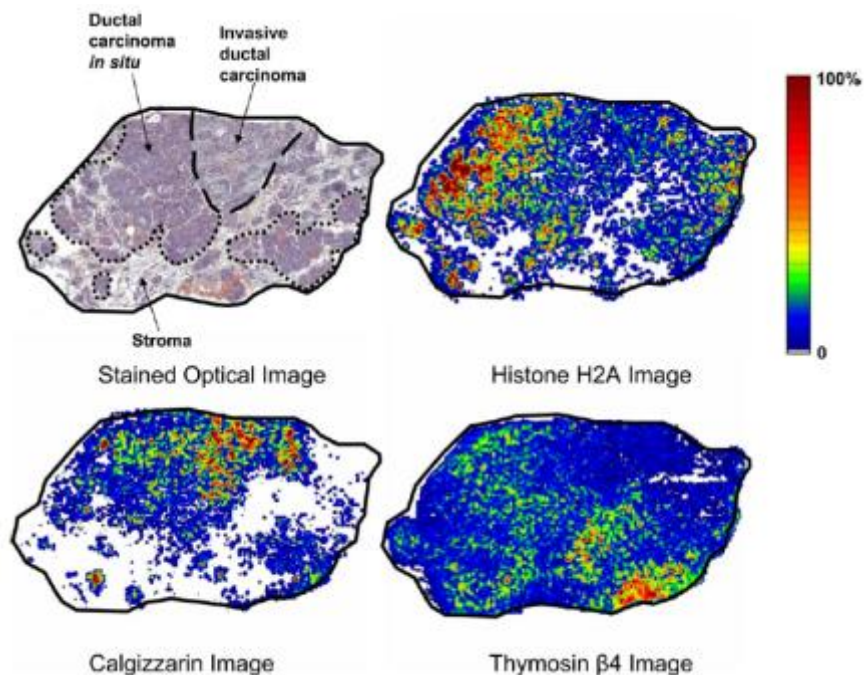 Ductal
carcinoma
in situ
Invasive
ductal
carcinoma
100%
0
Stroma
Stained Optical Image
Histone H2A Image
Calgizzarin Image
Thymosin β4 Image